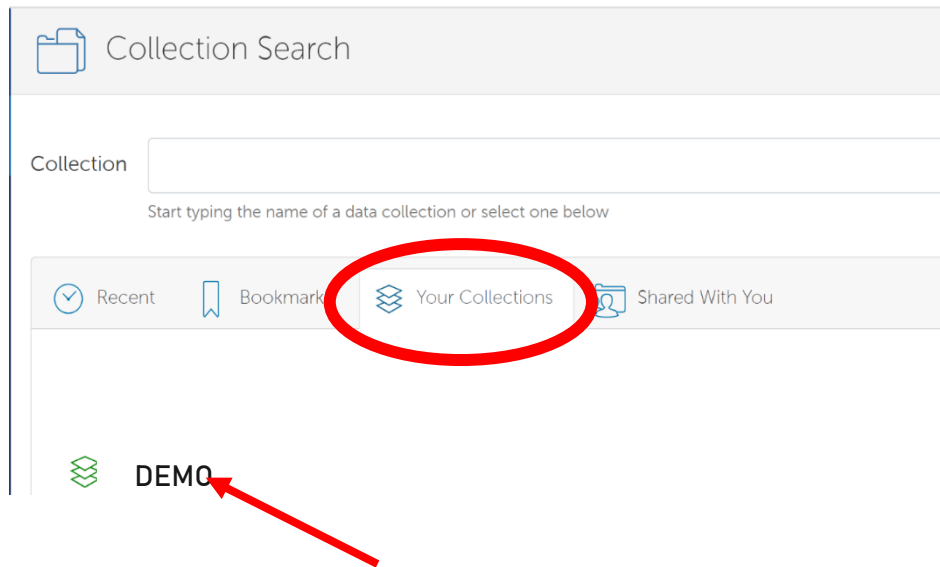 Collection Search
Collection
Start typing the name of a data collection or select one below
Recent Bookmark Your Collections Shared With You
DEMO